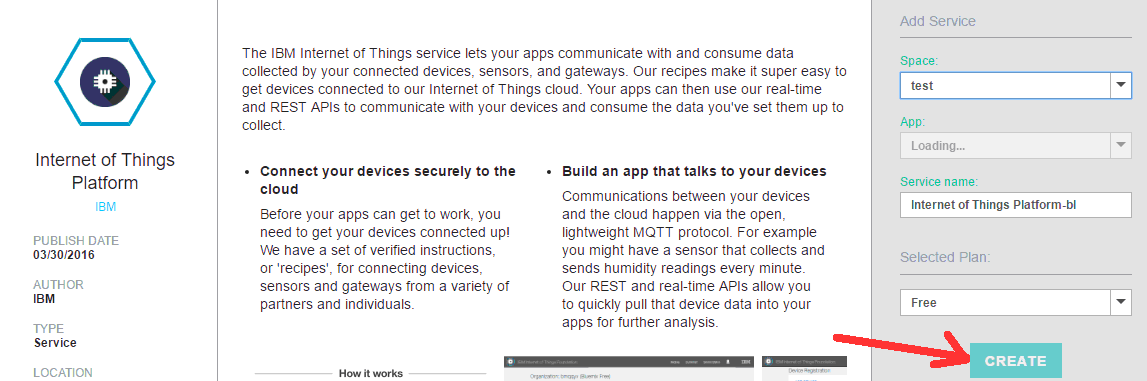 Internet of Things
Platform
IBM
PUBLISH DATE
03/30/2016
AUTHOR
IBM
TYPE
Service
LOCATION
The IBM Internet of Things service lets your apps communicate with and consume data
collected by your connected devices, sensors, and gateways. Our recipes make it super easy to
get devices connected to our Internet of Things cloud. Your apps can then use our real-time
and REST APIs to communicate with your devices and consume the data you've set them up to
collect.
• Connect your devices securely to the
cloud
Before your apps can get to work, you
need to get your devices connected up!
We have a set of verified instructions,
or 'recipes', for connecting devices,
sensors and gateways from a variety of
partners and individuals.
• Build an app that talks to your devices
Communications between your devices
and the cloud happen via the open,
lightweight MQTT protocol. For example
you might have a sensor that collects and
sends humidity readings every minute.
Our REST and real-time APIs allow you
to quickly pull that device data into your
apps for further analysis.
How it works
IBM Internet of Things Foundation
IBM
Device Registration
Add Service
Space:
test
App:
Loading...
Service name:
Internet of Things Platform-bl
Selected Plan:
Free
CREATE